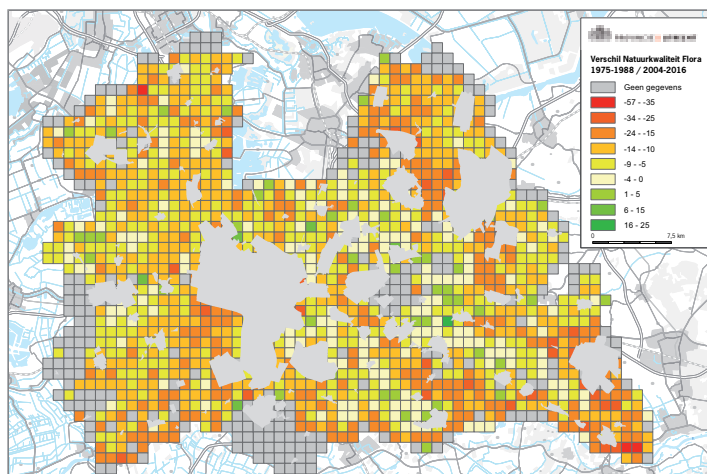 Verschil Natuurkwaliteit Flora
1975-1988 / 2004-2016
Geen gegevens
-57 - -35
-34 - -25
-24 - -15
-14 - -10
-9 - -5
-4 - 0
1 - 5
6 - 15
16 - 25
0 7,5 km